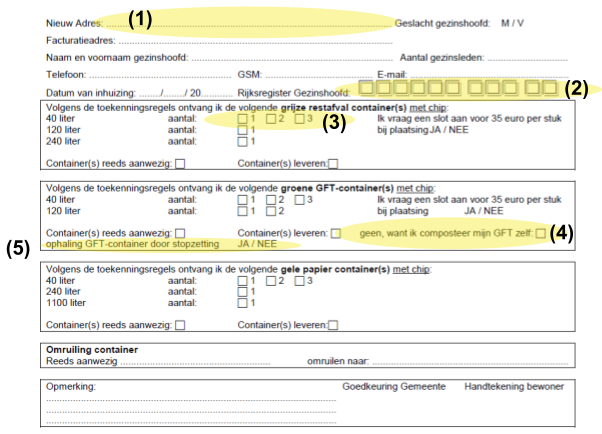 Nieuw Adres: ........ (1) Geslacht gezinshoofd: M / V
Facturatieadres: ........
Naam en voornaam gezinshoofd: ........ Aantal gezinsleden: ........
Telefoon: ........ GSM: ........ E-mail: ........
Datum van inhuizing: ......../......../ 20........ Rijksregister Gezinshoofd: (2)
Volgens de toekenningsregels ontvang ik de volgende grijze restafval container(s) met chip:
40 liter aantal: 1 2 3 (3) Ik vraag een slot aan voor 35 euro per stuk
120 liter aantal: 1 bij plaatsing JA / NEE
240 liter aantal: 1
Container(s) reeds aanwezig: Container(s) leveren:
Volgens de toekenningsregels ontvang ik de volgende groene GFT-container(s) met chip:
40 liter aantal: 1 2 3 Ik vraag een slot aan voor 35 euro per stuk
120 liter aantal: 1 2 bij plaatsing JA / NEE
Container(s) reeds aanwezig: Container(s) leveren: geen, want ik composteer mijn GFT zelf: (4)
(5) ophaling GFT-container door stopzetting JA / NEE
Volgens de toekenningsregels ontvang ik de volgende gele papier container(s) met chip:
40 liter aantal: 1 2 3
240 liter aantal: 1
1100 liter aantal: 1
Container(s) reeds aanwezig: Container(s) leveren:
Omruiling container
Reeds aanwezig ........ omruilen naar: ........
Opmerking: Goedkeuring Gemeente Handtekening bewoner